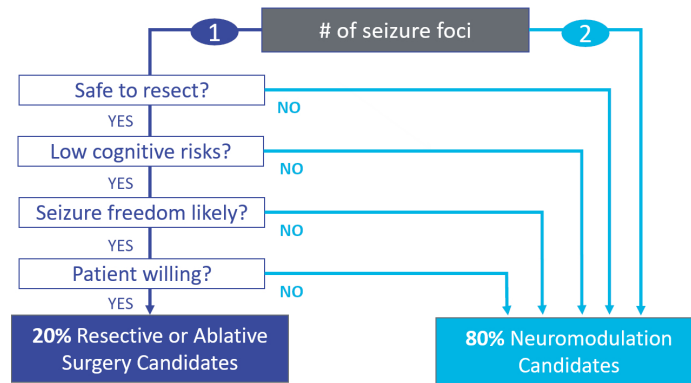 1
# of seizure foci
2
Safe to resect?
NO
YES
Low cognitive risks?
NO
YES
Seizure freedom likely?
NO
YES
Patient willing?
NO
YES
20% Resective or Ablative
Surgery Candidates
80% Neuromodulation
Candidates